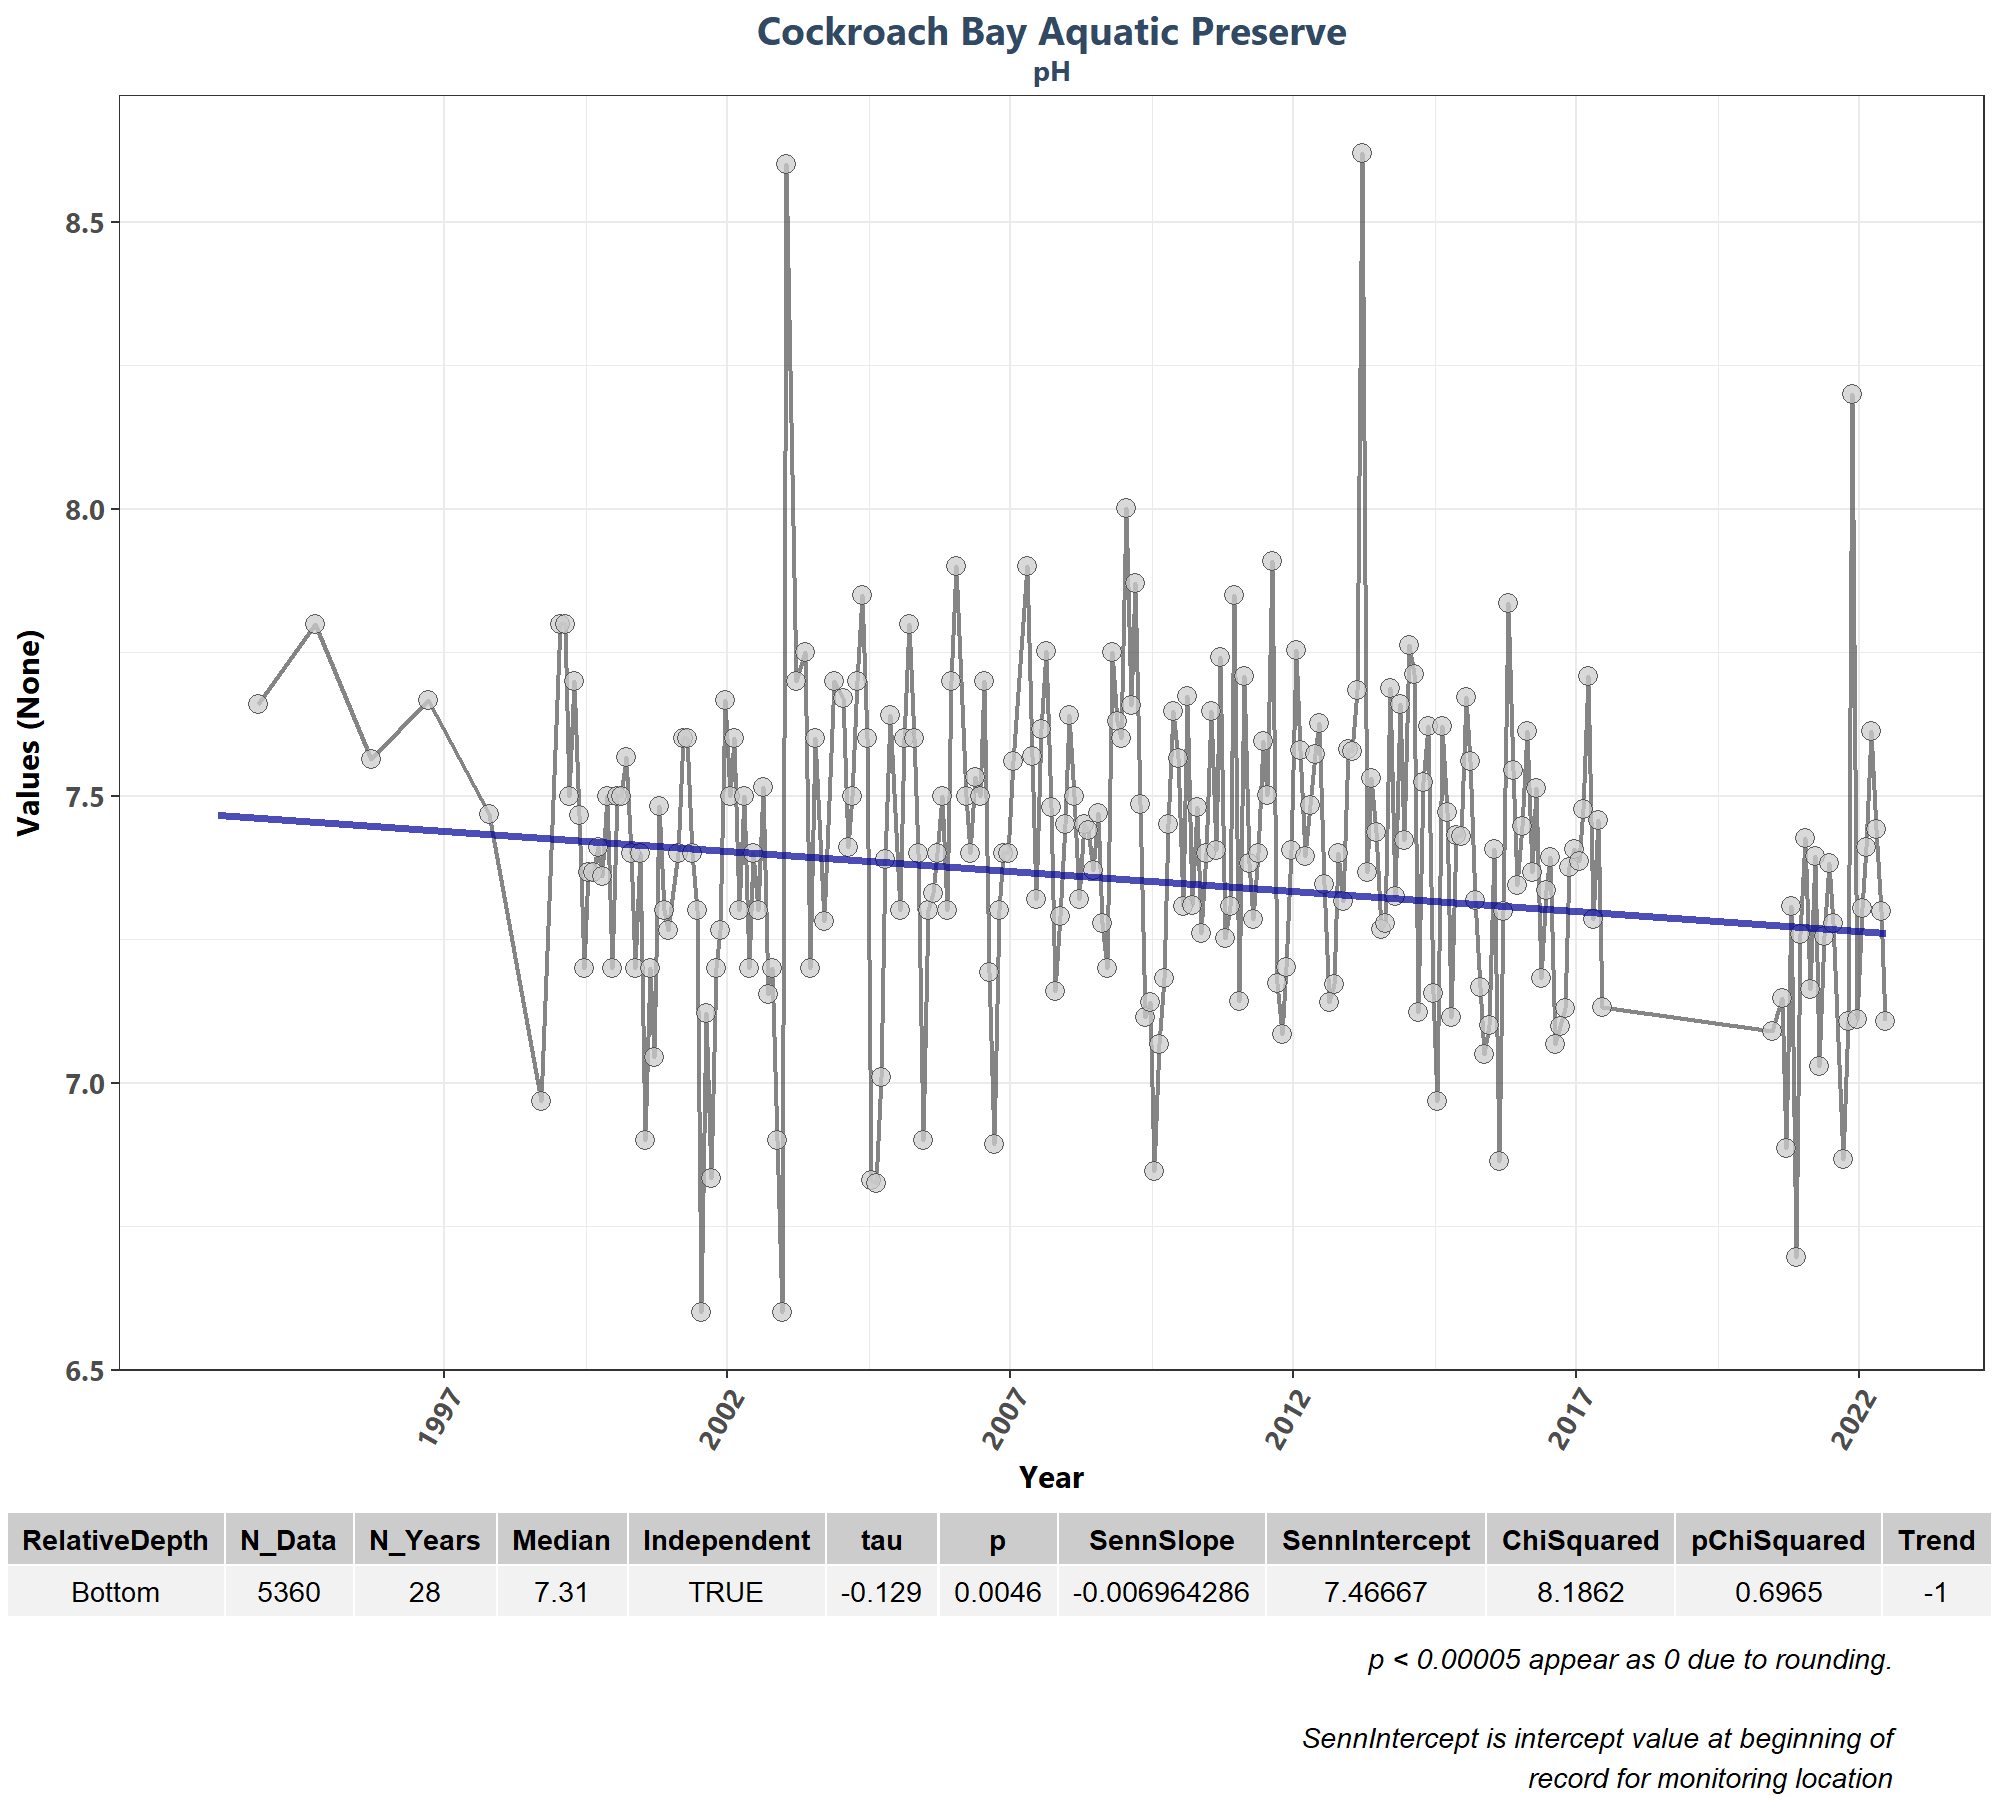 Cockroach Bay Aquatic Preserve
pH
Values (None)
8.5
8.0
7.5
7.0
6.5
1997 2002 2007 2012 2017 2022
Year
RelativeDepth N_Data N_Years Median Independent tau p SennSlope SennIntercept ChiSquared pChiSquared Trend
Bottom 5360 28 7.31 TRUE -0.129 0.0046 -0.006964286 7.46667 8.1862 0.6965 -1
p < 0.00005 appear as 0 due to rounding.
SennIntercept is intercept value at beginning of
record for monitoring location